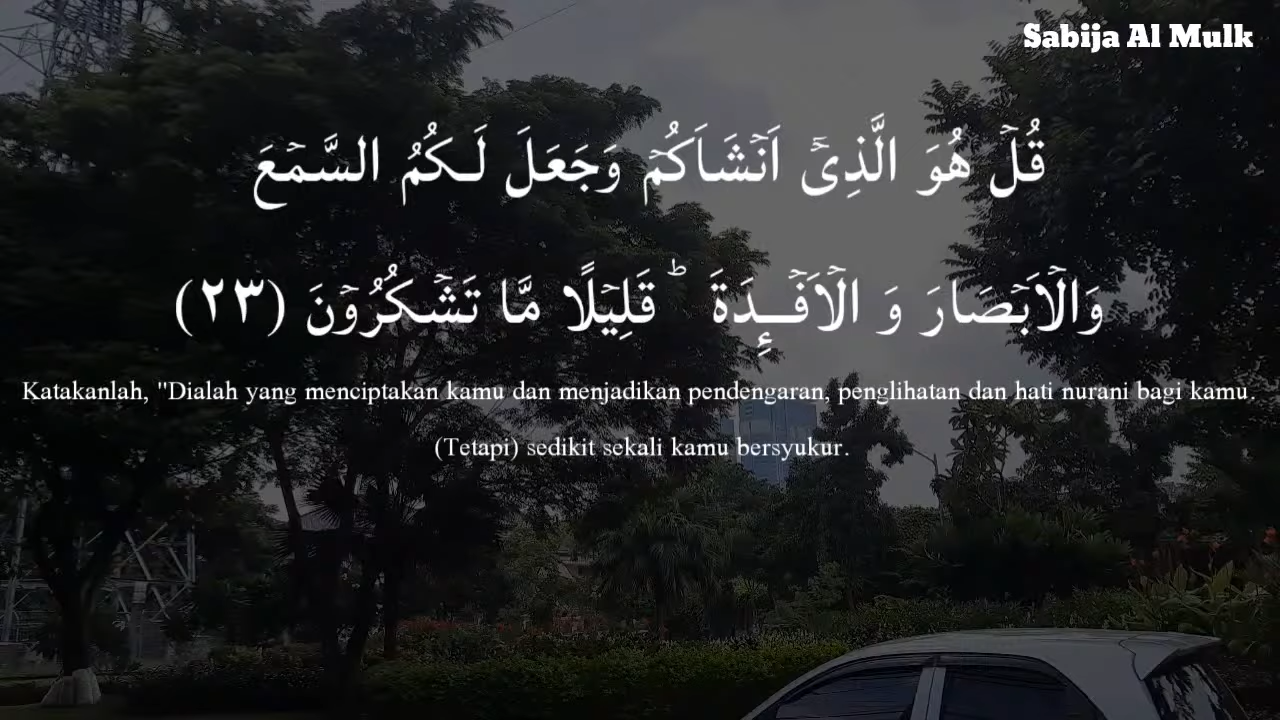 Sabija Al Mulk
قُلۡ هُوَ الَّذِىۡۤ اَنۡشَاَكُمۡ وَجَعَلَ لَـكُمُ السَّمۡعَ
وَالۡاَبۡصَارَ وَ الۡاَفۡـِٕدَةَ ‌ ؕ قَلِيۡلًا مَّا تَشۡكُرُوۡنَ (٢٣)
Katakanlah, "Dialah yang menciptakan kamu dan menjadikan pendengaran, penglihatan dan hati nurani bagi kamu.
(Tetapi) sedikit sekali kamu bersyukur.